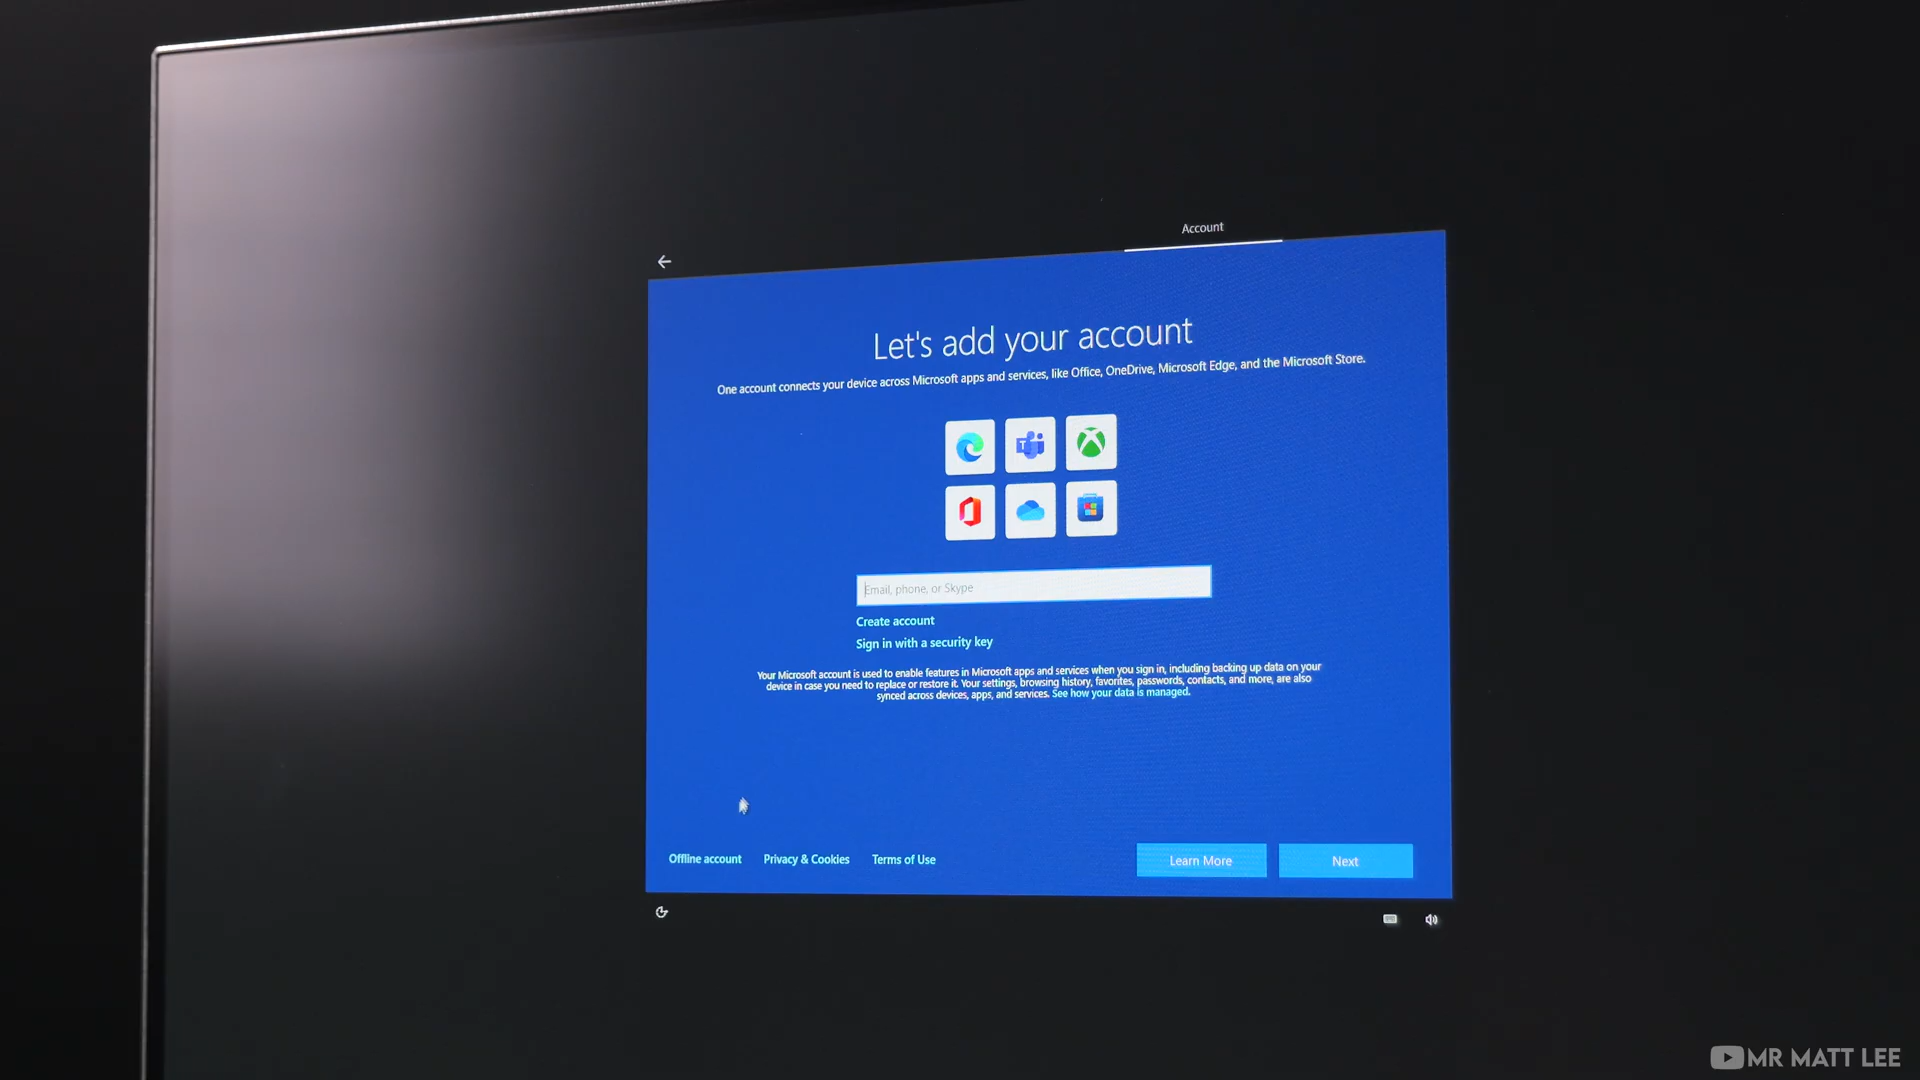 Account
Let's add your account
One account connects your device across Microsoft apps and services, like Office, OneDrive, Microsoft Edge, and the Microsoft Store.
Email, phone, or Skype
Create account
Sign in with a security key
Your Microsoft account is used to enable features in Microsoft apps and services when you sign in, including backing up data on your
device in case you need to replace or restore it. Your settings, browsing history, favorites, passwords, contacts, and more, are also
synced across devices, apps, and services. See how your data is managed.
Offline account Privacy & Cookies Terms of Use Learn More Next
MR MATT LEE